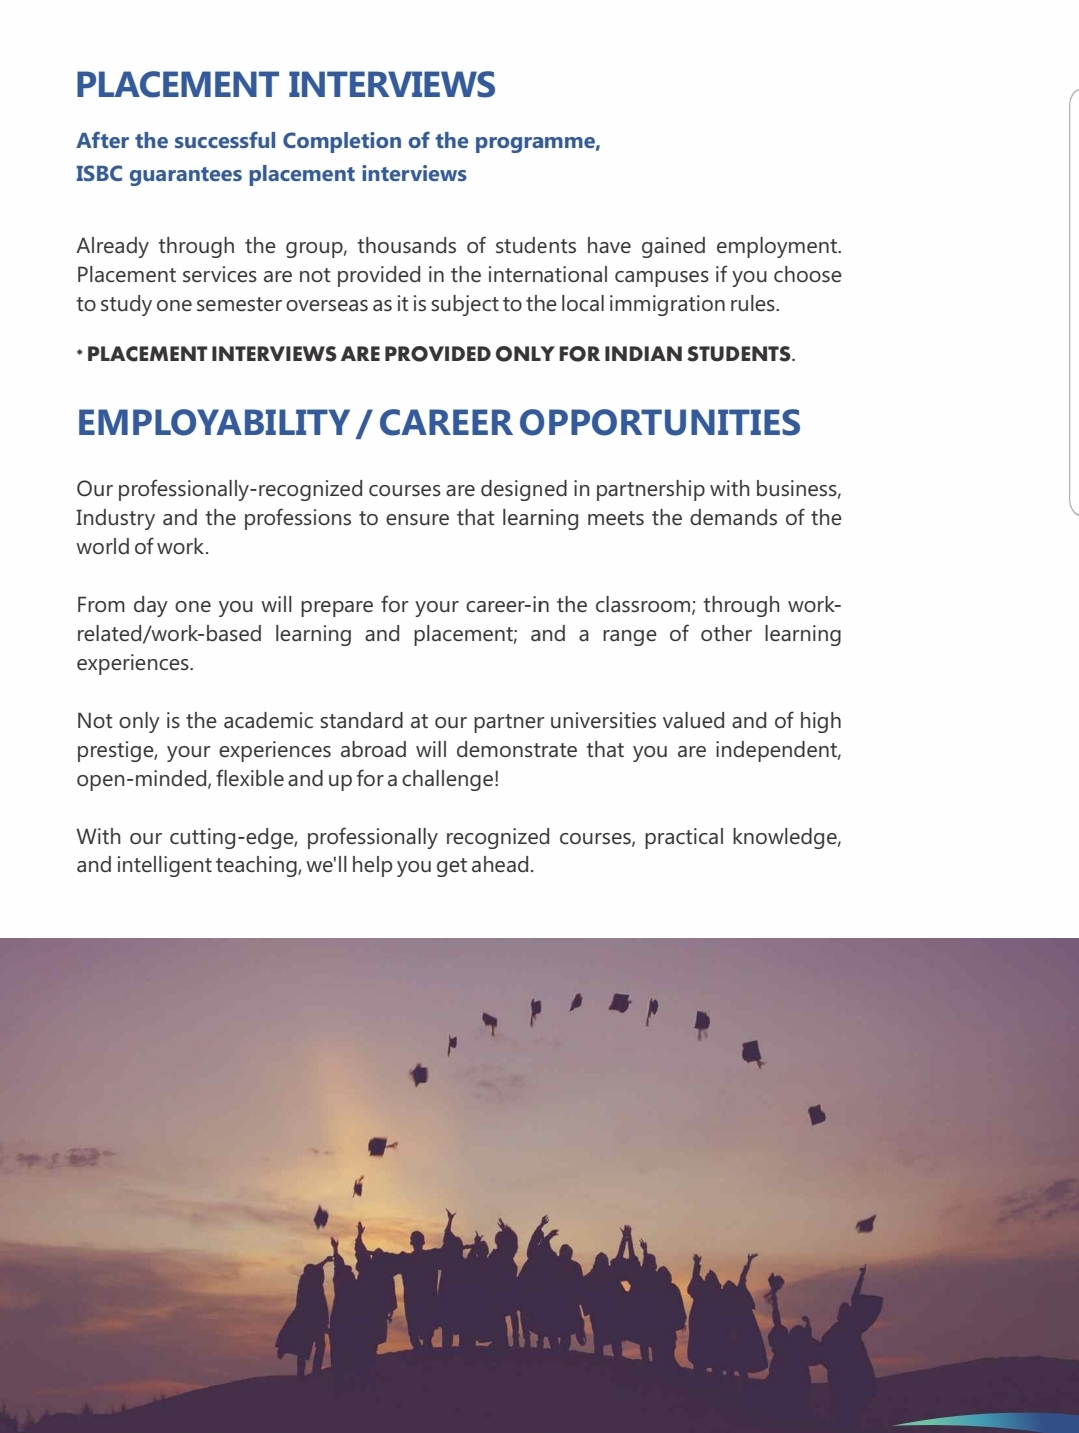 PLACEMENT INTERVIEWS
After the successful Completion of the programme,
ISBC guarantees placement interviews
Already through the group, thousands of students have gained employment.
Placement services are not provided in the international campuses if you choose
to study one semester overseas as it is subject to the local immigration rules.
* PLACEMENT INTERVIEWS ARE PROVIDED ONLY FOR INDIAN STUDENTS.
EMPLOYABILITY / CAREER OPPORTUNITIES
Our professionally-recognized courses are designed in partnership with business,
Industry and the professions to ensure that learning meets the demands of the
world of work.
From day one you will prepare for your career-in the classroom; through work-
related/work-based learning and placement; and a range of other learning
experiences.
Not only is the academic standard at our partner universities valued and of high
prestige, your experiences abroad will demonstrate that you are independent,
open-minded, flexible and up for a challenge!
With our cutting-edge, professionally recognized courses, practical knowledge,
and intelligent teaching, we'll help you get ahead.